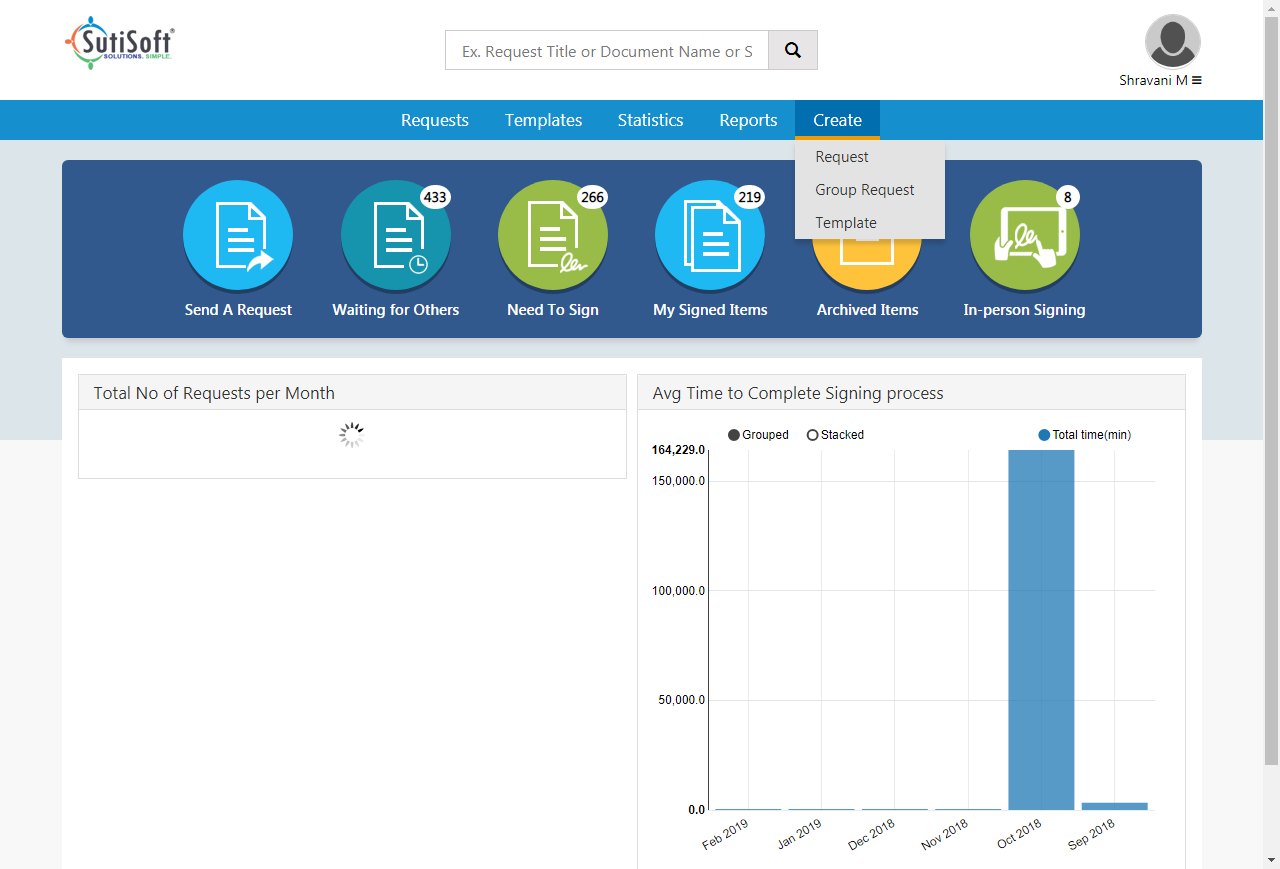 SutiSoft®
SOLUTIONS. SIMPLE.
Ex. Request Title or Document Name or S
Shravani M
Requests Templates Statistics Reports Create
Request
Group Request
Template
433
266
219
8
Send A Request
Waiting for Others
Need To Sign
My Signed Items
Archived Items
In-person Signing
Total No of Requests per Month
Avg Time to Complete Signing process
Grouped Stacked Total time(min)
164,229.0
150,000.0
100,000.0
50,000.0
0.0
Feb 2019
Jan 2019
Dec 2018
Nov 2018
Oct 2018
Sep 2018